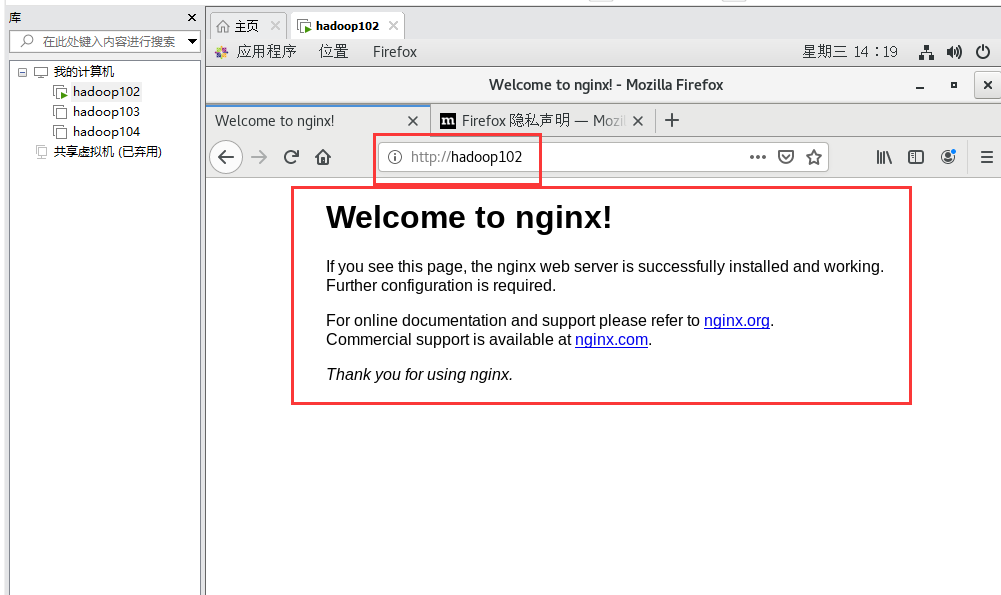 库
主页
hadoop102
在此处键入内容进行搜索
应用程序 位置 Firefox 星期三 14：19
我的计算机
hadoop102
hadoop103
hadoop104
共享虚拟机 (已弃用)
Welcome to nginx! - Mozilla Firefox
Welcome to nginx!
Firefox 隐私声明 — Mozil
http://hadoop102
Welcome to nginx!
If you see this page, the nginx web server is successfully installed and working.
Further configuration is required.
For online documentation and support please refer to nginx.org.
Commercial support is available at nginx.com.
Thank you for using nginx.